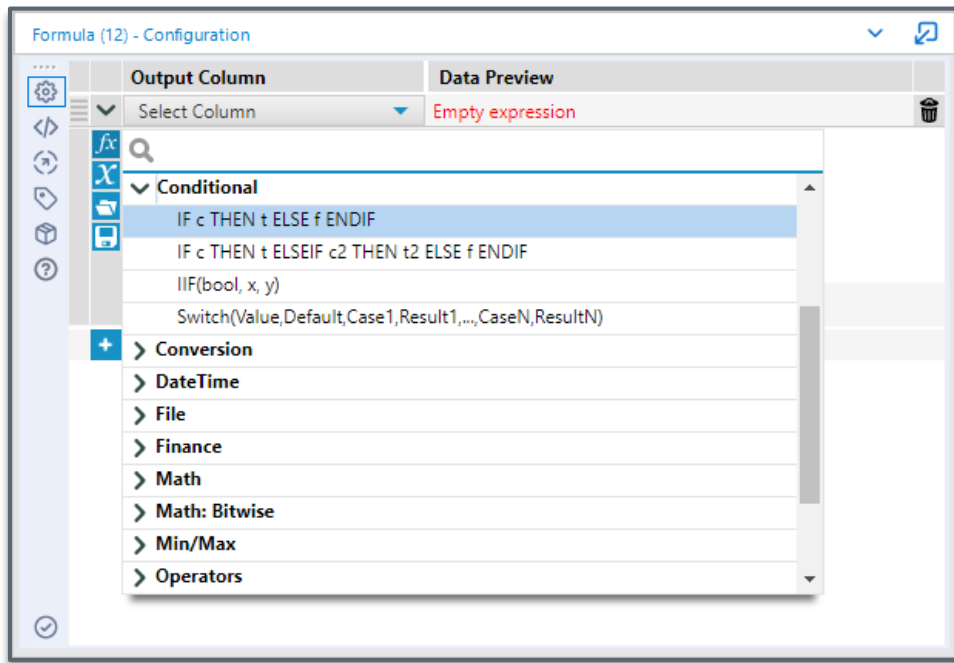 Formula (12) - Configuration
Output Column Data Preview
Select Column Empty expression
fx
X
Conditional
IF c THEN t ELSE f ENDIF
IF c THEN t ELSEIF c2 THEN t2 ELSE f ENDIF
IIF(bool, x, y)
Switch(Value,Default,Case1,Result1,...,CaseN,ResultN)
Conversion
DateTime
File
Finance
Math
Math: Bitwise
Min/Max
Operators